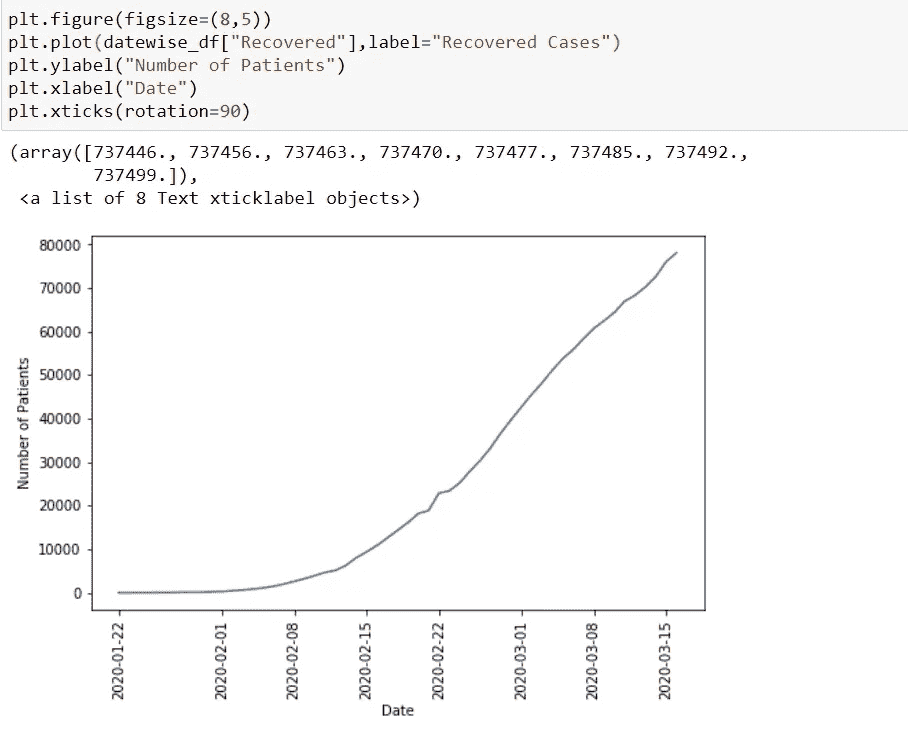 plt.figure(figsize=(8,5))
plt.plot(datewise_df["Recovered"],label="Recovered Cases")
plt.ylabel("Number of Patients")
plt.xlabel("Date")
plt.xticks(rotation=90)
(array([737446., 737456., 737463., 737470., 737477., 737485., 737492.,
737499.]),
<a list of 8 Text xticklabel objects>)
80000
70000
60000
50000
40000
30000
20000
10000
0
Number of Patients
2020-01-22
2020-02-01
2020-02-08
2020-02-15
2020-02-22
2020-03-01
2020-03-08
2020-03-15
Date